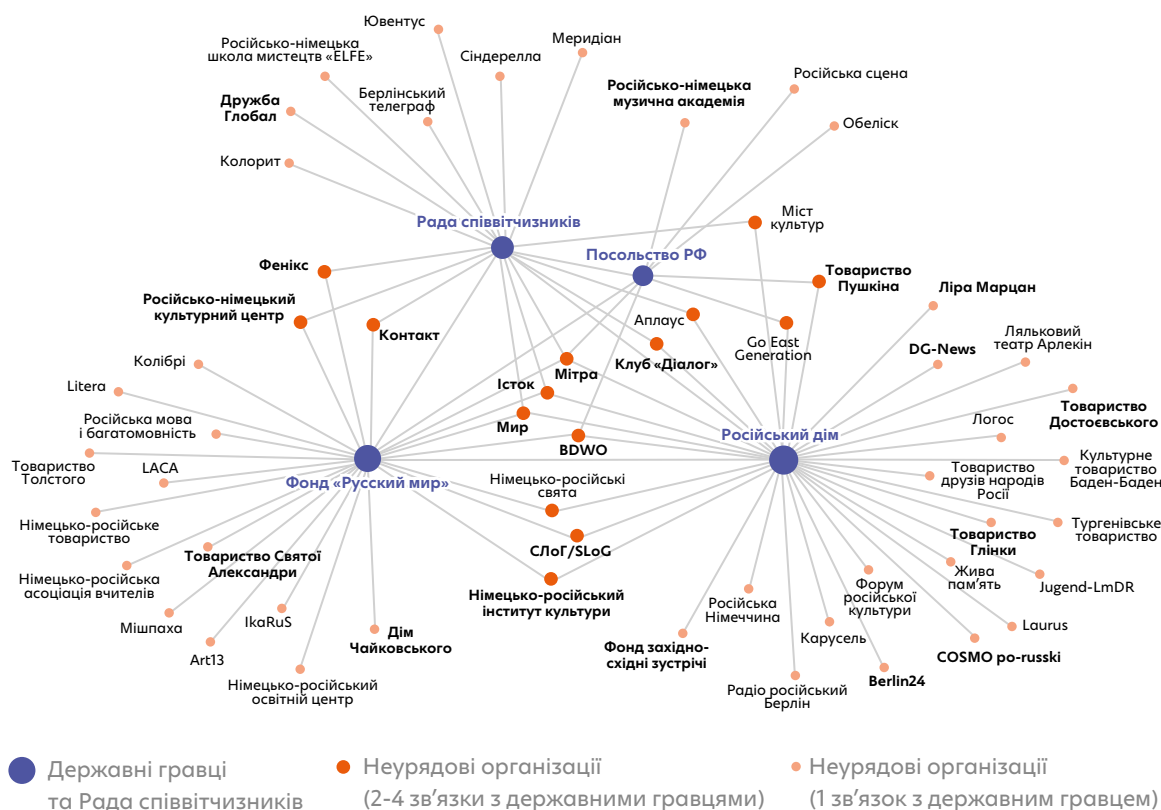 Ювентус
Російсько-німецька
школа мистецтв «ELFE»
Сінderелла
Меридіан
Дружба
Глобал
Берлінський
телеграф
Російсько-німецька
музична академія
Російська сцена
Обеліск
Колорит
Рада співвітчизників
Міст
культур
Посольство РФ
Фенікс
Товариство
Пушкіна
Російсько-німецький
культурний центр
Контакт
Аплаус
Go East
Generation
Ліра Марцан
Клуб «Діалог»
DG-News
Ляльковий
театр Арлекін
Колібрі
Мітра
Litera
Істок
Товариство
Достоєвського
Російська мова
і багатомовність
Мир
Російський дім
Логос
BDWO
Товариство
Толстого
LACA
Фонд «Русский мир»
Німецько-російські
свята
Товариство
друзів народів
Росії
Культурне
товариство
Баден-Баден
Німецько-російське
товариство
Товариство
Глінки
Тургенівське
товариство
Товариство Святої
Александри
СЛоГ/SLoG
Німецько-російська
асоціація вчителів
Жива
пам’ять
Jugend-LmDR
Німецько-російський
інститут культури
Форум
російської
культури
Російська
Німеччина
Мішпаха
IkaRuS
Дім
Чайковського
Карусель
Laurus
Art13
Фонд західно-
східні зустрічі
COSMO po-russki
Німецько-російський
освітній центр
Радіо російський
Берлін
Berlin24
Державні гравці
та Рада співвітчизників
Неурядові організації
(2-4 зв’язки з державними гравцями)
Неурядові організації
(1 зв’язок з державним гравцем)